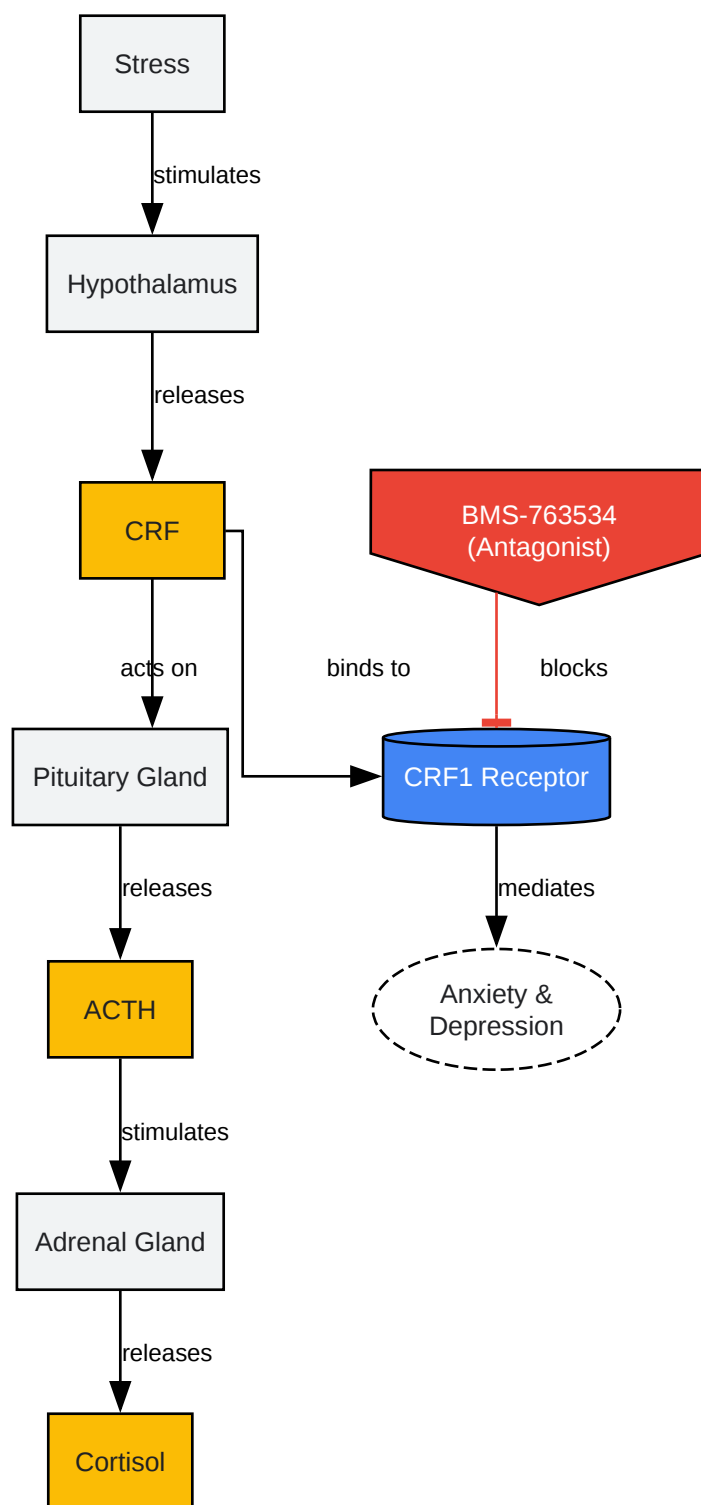 Stress
stimulates
Hypothalamus
releases
CRF
BMS-763534
(Antagonist)
acts on
binds to
blocks
Pituitary Gland
CRF1 Receptor
releases
mediates
ACTH
Anxiety &
Depression
stimulates
Adrenal Gland
releases
Cortisol